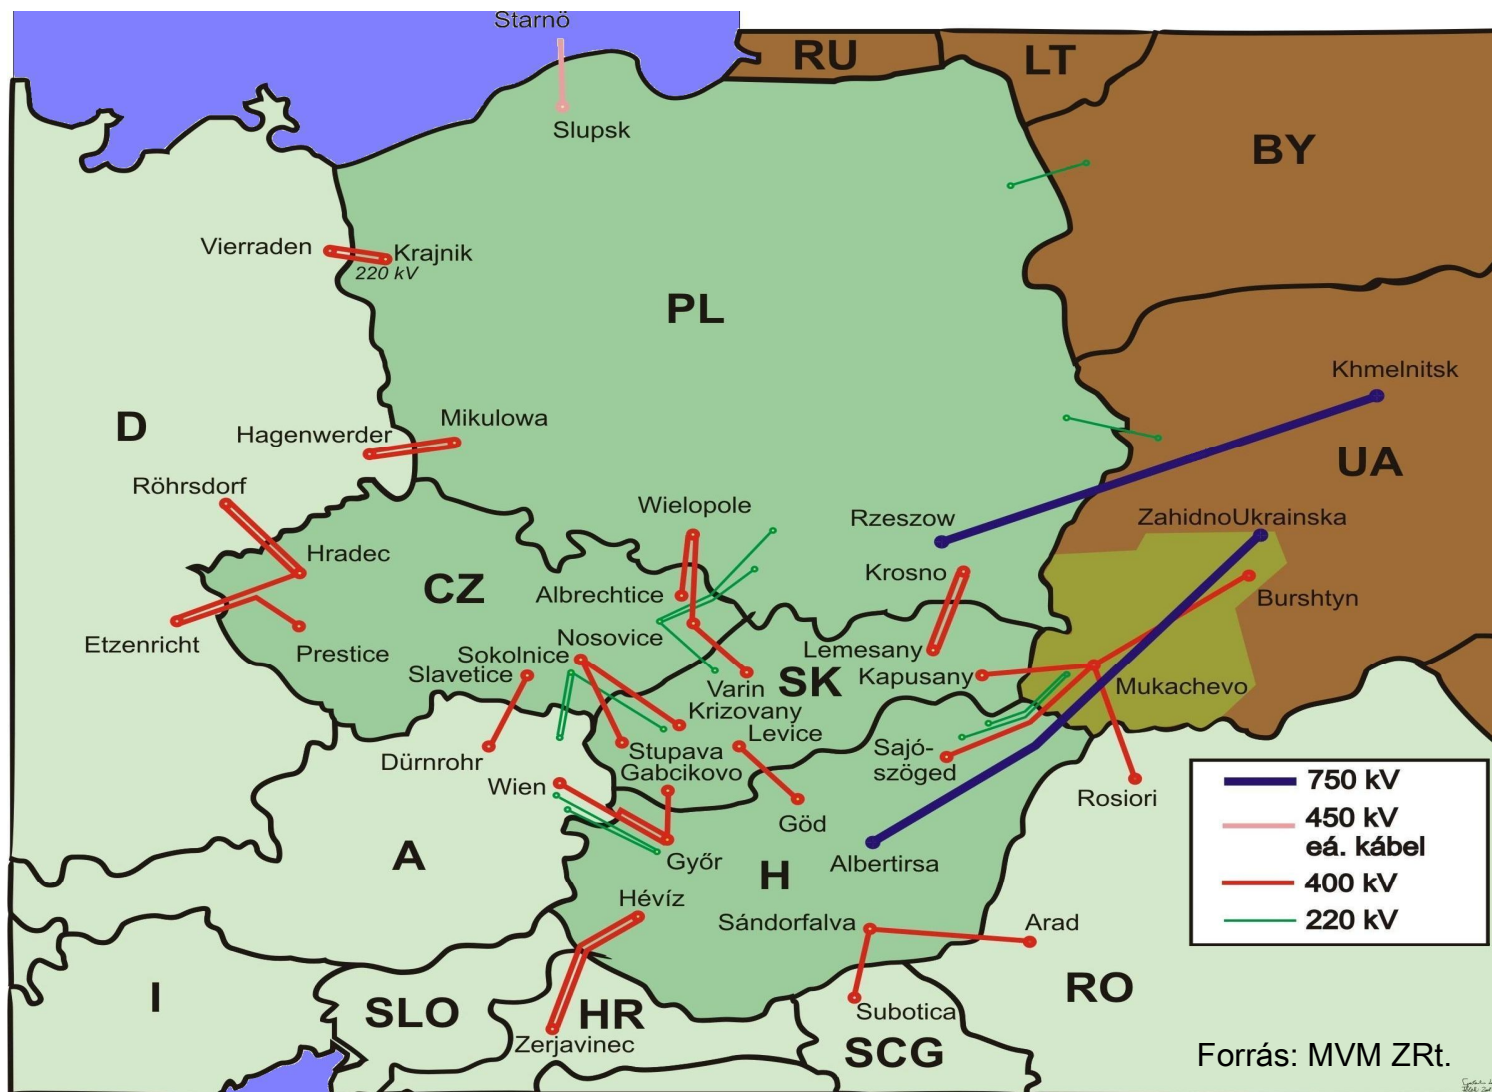 Starnö
RU
LT
Slupsk
BY
Vierraden
Krajnik
220 kV
PL
Khmelnitsk
D
Mikulowa
Hagenwerder
UA
Röhrsdorf
Wielopole
Rzeszow
ZahidnoUkrainska
Hradec
Krosno
CZ
Albrechtice
Burshtyn
Etzenricht
Prestice
Nosovice
Sokolnice
Slavetice
Lemesany
Kapusany
Varin
SK
Mukachevo
Krizovany
Levice
Dürnrohr
Stupava
Gabcikovo
Sajó-
szöged
Wien
Rosiori
Göd
A
Győr
H
Albertirsa
Hévíz
Sándorfalva
Arad
750 kV
450 kV
eá. kábel
400 kV
220 kV
I
SLO
HR
RO
Subotica
Zerjavinec
SCG
Forrás: MVM ZRt.